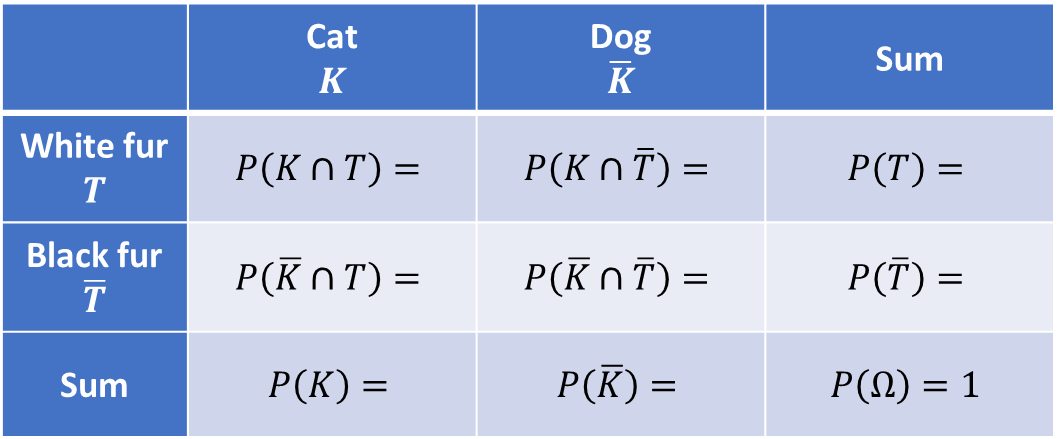 Cat
K
Dog
K̅
Sum
White fur
T
P(K ∩ T) =
P(K ∩ T̅) =
P(T) =
Black fur
T̅
P(K̅ ∩ T) =
P(K̅ ∩ T̅) =
P(T̅) =
Sum
P(K) =
P(K̅) =
P(Ω) = 1